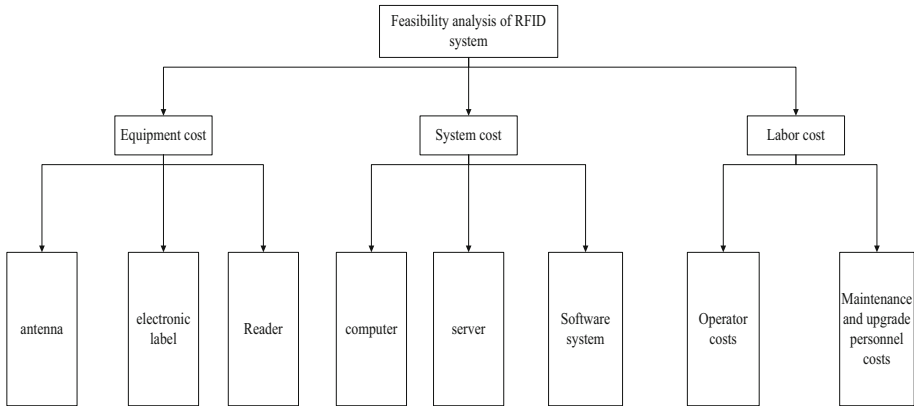 Feasibility analysis of RFID
system
Equipment cost
System cost
Labor cost
antenna
electronic
label
Reader
computer
server
Software
system
Operator
costs
Maintenance
and upgrade
personnel
costs